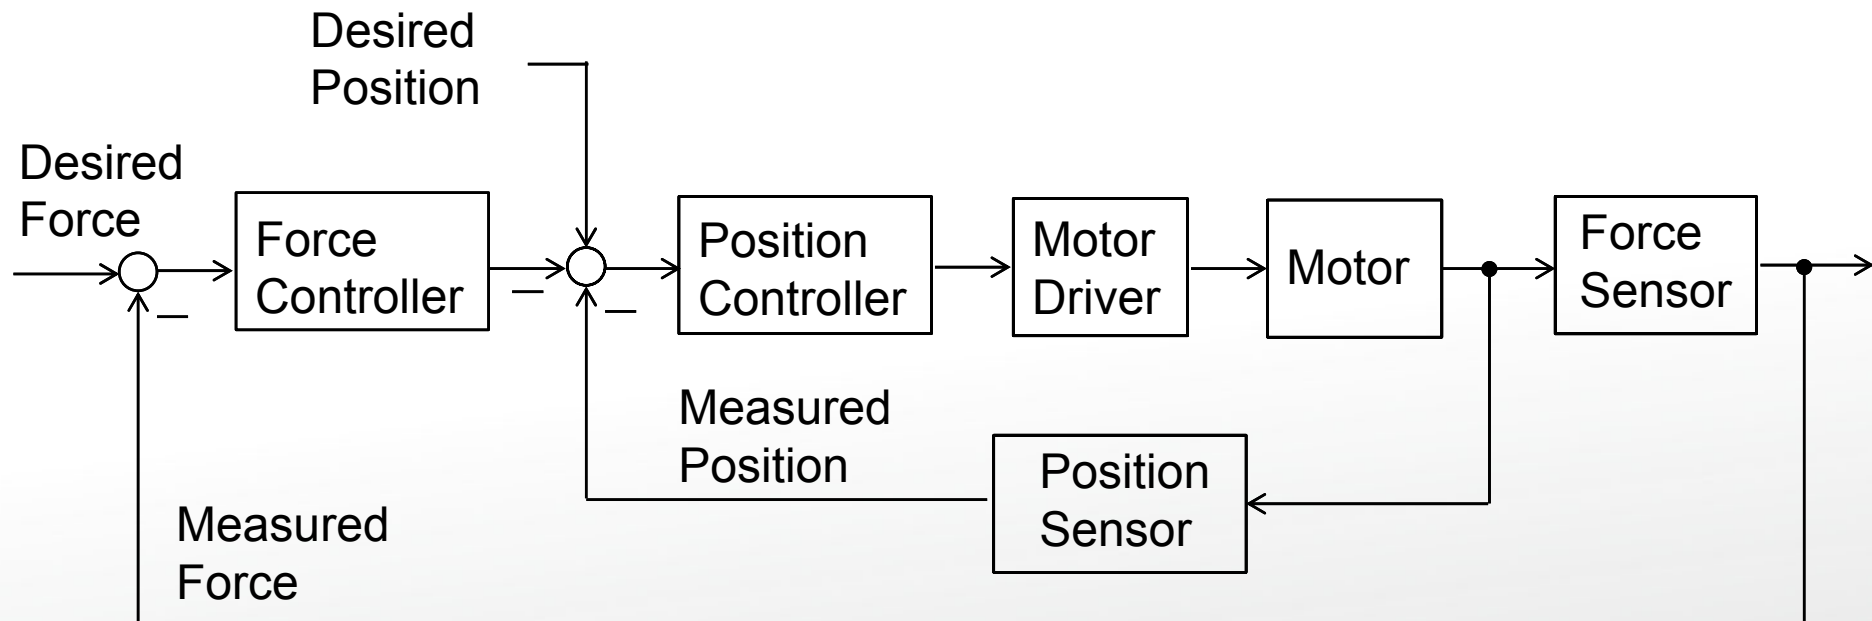 Desired
Position
Desired
Force
Force
Controller
Position
Controller
Motor
Driver
Motor
Force
Sensor
Measured
Position
Position
Sensor
Measured
Force